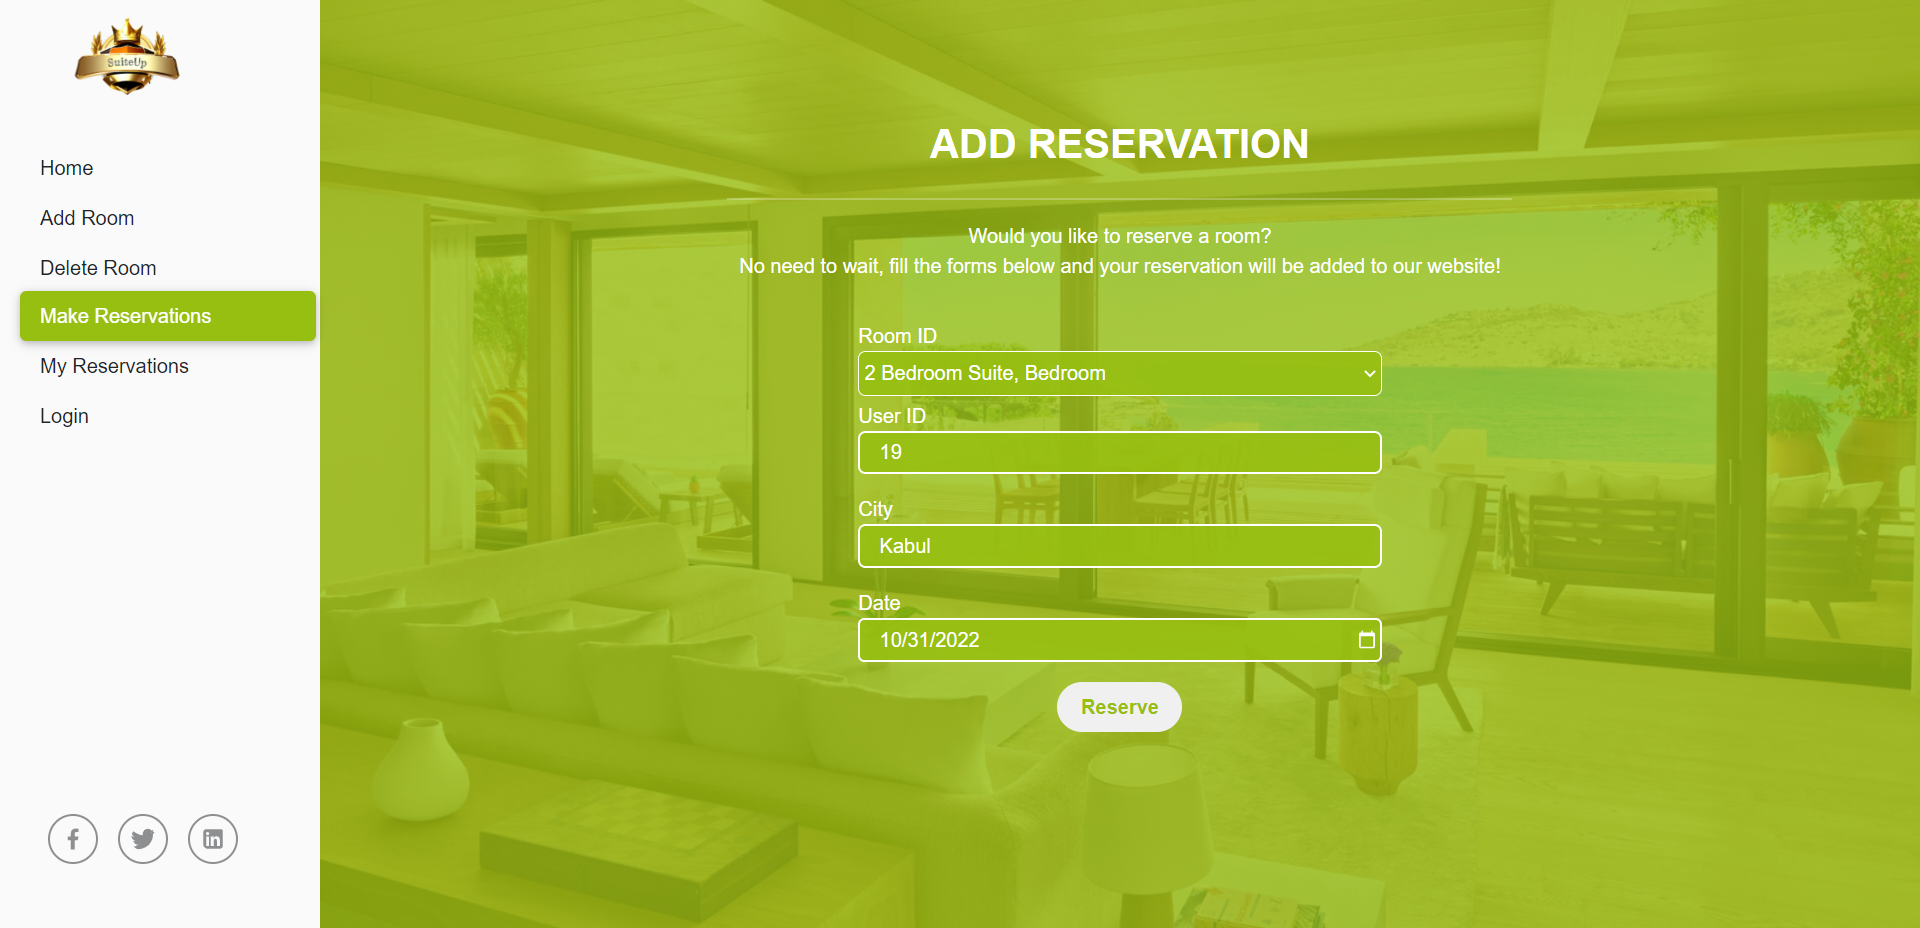 SuiteUp
Home
Add Room
Delete Room
Make Reservations
My Reservations
Login
ADD RESERVATION
Would you like to reserve a room?
No need to wait, fill the forms below and your reservation will be added to our website!
Room ID
2 Bedroom Suite, Bedroom
User ID
19
City
Kabul
Date
10/31/2022
Reserve